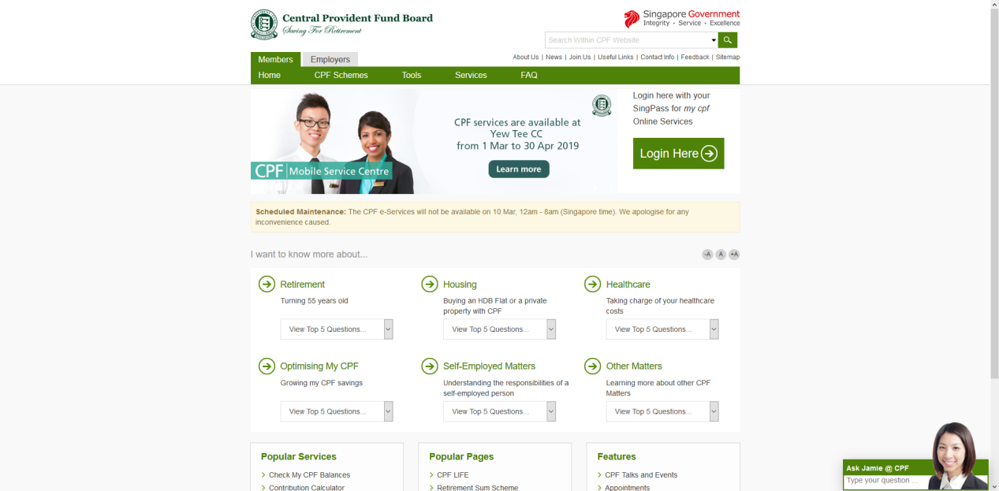 Central Provident Fund Board
Saving For Retirement
Singapore Government
Integrity · Service · Excellence
Search Within CPF Website
About Us | News | Join Us | Useful Links | Contact Info | Feedback | Sitemap
Members
Employers
Home
CPF Schemes
Tools
Services
FAQ
CPF services are available at
Yew Tee CC
from 1 Mar to 30 Apr 2019
Learn more
CPF Mobile Service Centre
Login here with your
SingPass for my cpf
Online Services
Login Here
Scheduled Maintenance: The CPF e-Services will not be available on 10 Mar, 12am - 8am (Singapore time). We apologise for any
inconvenience caused.
I want to know more about...
-A A +A
Retirement
Turning 55 years old
View Top 5 Questions...
Housing
Buying an HDB Flat or a private
property with CPF
View Top 5 Questions...
Healthcare
Taking charge of your healthcare
costs
View Top 5 Questions...
Optimising My CPF
Growing my CPF savings
View Top 5 Questions...
Self-Employed Matters
Understanding the responsibilities of a
self-employed person
View Top 5 Questions...
Other Matters
Learning more about other CPF
Matters
View Top 5 Questions...
Popular Services
Check My CPF Balances
Contribution Calculator
Popular Pages
CPF LIFE
Retirement Sum Scheme
Features
CPF Talks and Events
Appointments
Ask Jamie @ CPF
Type your question ...